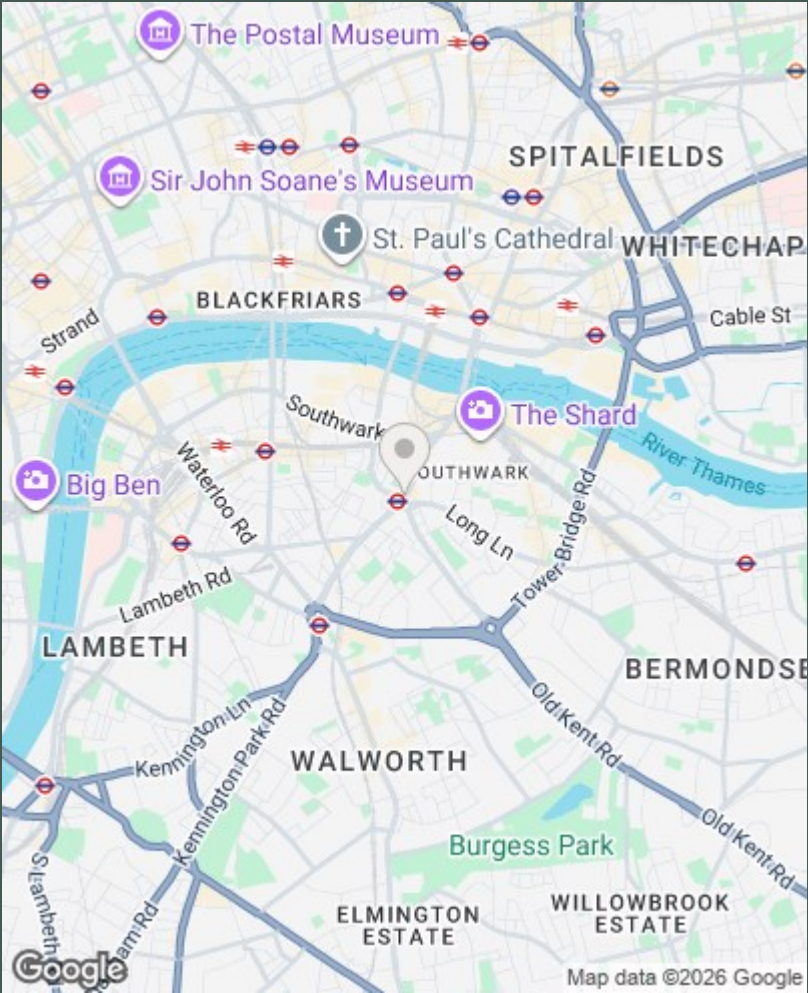 The Postal Museum
SPITALFIELDS
Sir John Soane's Museum
St. Paul's Cathedral
WHITECHAP
BLACKFRIARS
Cable St
Strand
Southwark
The Shard
River Thames
OUTHWARK
Big Ben
Waterloo Rd
Long Ln
Tower Bridge Rd
Lambeth Rd
LAMBETH
BERMONDSE
Old Kent Rd
Kennington Ln
Kennington Park Rd
WALWORTH
Old Kent Rd
Burgess Park
S Lambeth
WILLOWBROOK
ESTATE
ELMINGTON
ESTATE
am Rd
Google
Map data ©2026 Google